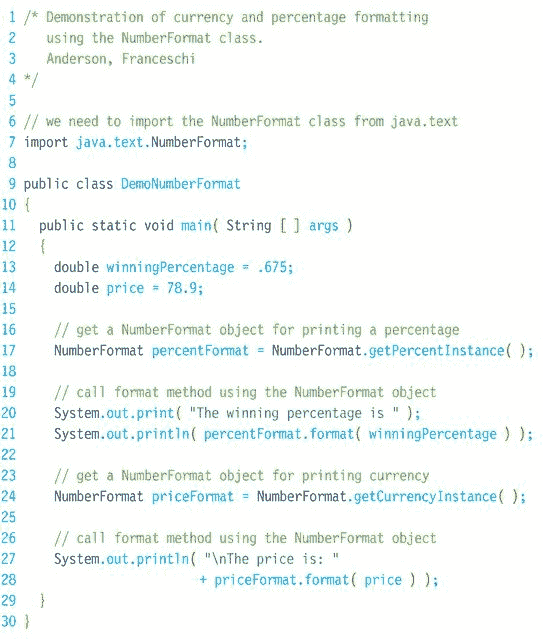 1 /* Demonstration of currency and percentage formatting
2    using the NumberFormat class.
3    Anderson, Franceschi
4 */
5
6 // we need to import the NumberFormat class from java.text
7 import java.text.NumberFormat;
8
9 public class DemoNumberFormat
10 {
11   public static void main( String [ ] args )
12   {
13     double winningPercentage = .675;
14     double price = 78.9;
15
16     // get a NumberFormat object for printing a percentage
17     NumberFormat percentFormat = NumberFormat.getPercentInstance( );
18
19     // call format method using the NumberFormat object
20     System.out.print( "The winning percentage is " );
21     System.out.println( percentFormat.format( winningPercentage ) );
22
23     // get a NumberFormat object for printing currency
24     NumberFormat priceFormat = NumberFormat.getCurrencyInstance( );
25
26     // call format method using the NumberFormat object
27     System.out.println( "\nThe price is: "
28                         + priceFormat.format( price ) );
29   }
30 }